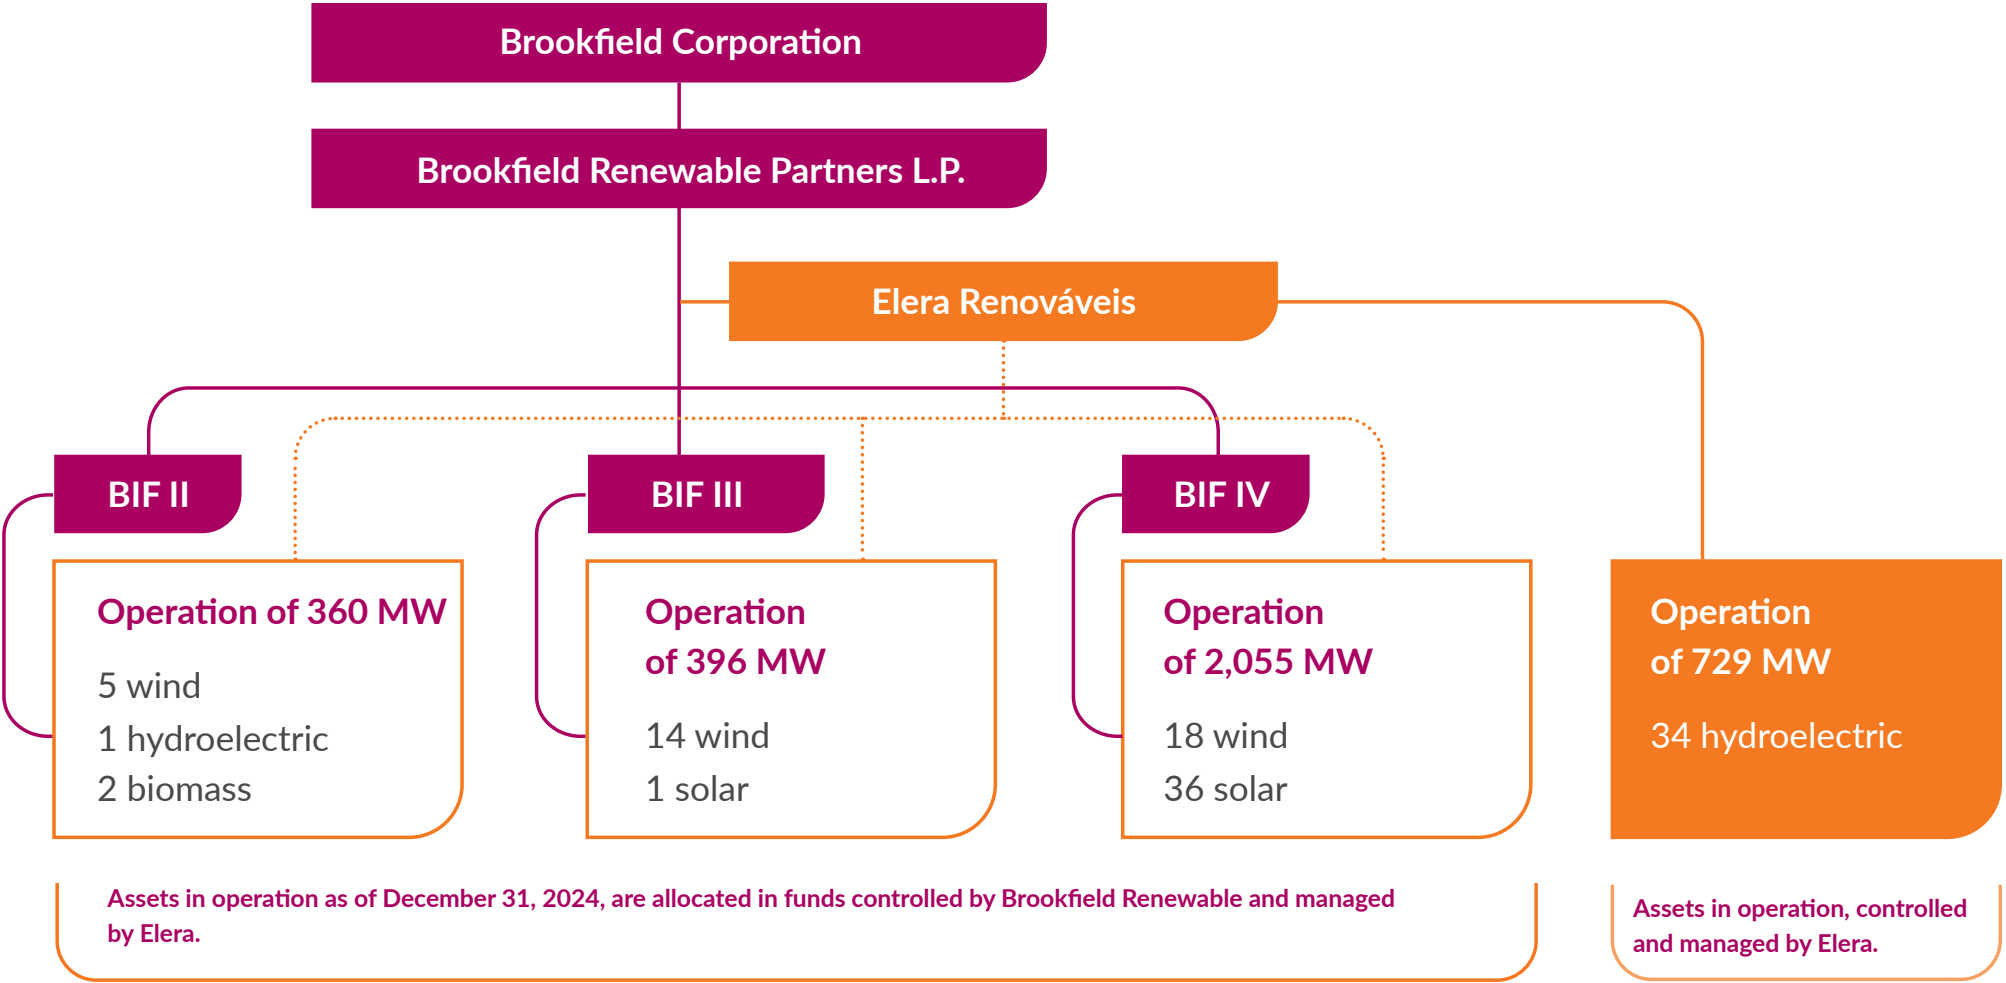 Brookfield Corporation
Brookfield Renewable Partners L.P.
Elera Renováveis
BIF II
Operation of 360 MW
5 wind
1 hydroelectric
2 biomass
BIF III
Operation
of 396 MW
14 wind
1 solar
BIF IV
Operation
of 2,055 MW
18 wind
36 solar
Operation
of 729 MW
34 hydroelectric
Assets in operation as of December 31, 2024, are allocated in funds controlled by Brookfield Renewable and managed
by Elera.
Assets in operation, controlled
and managed by Elera.